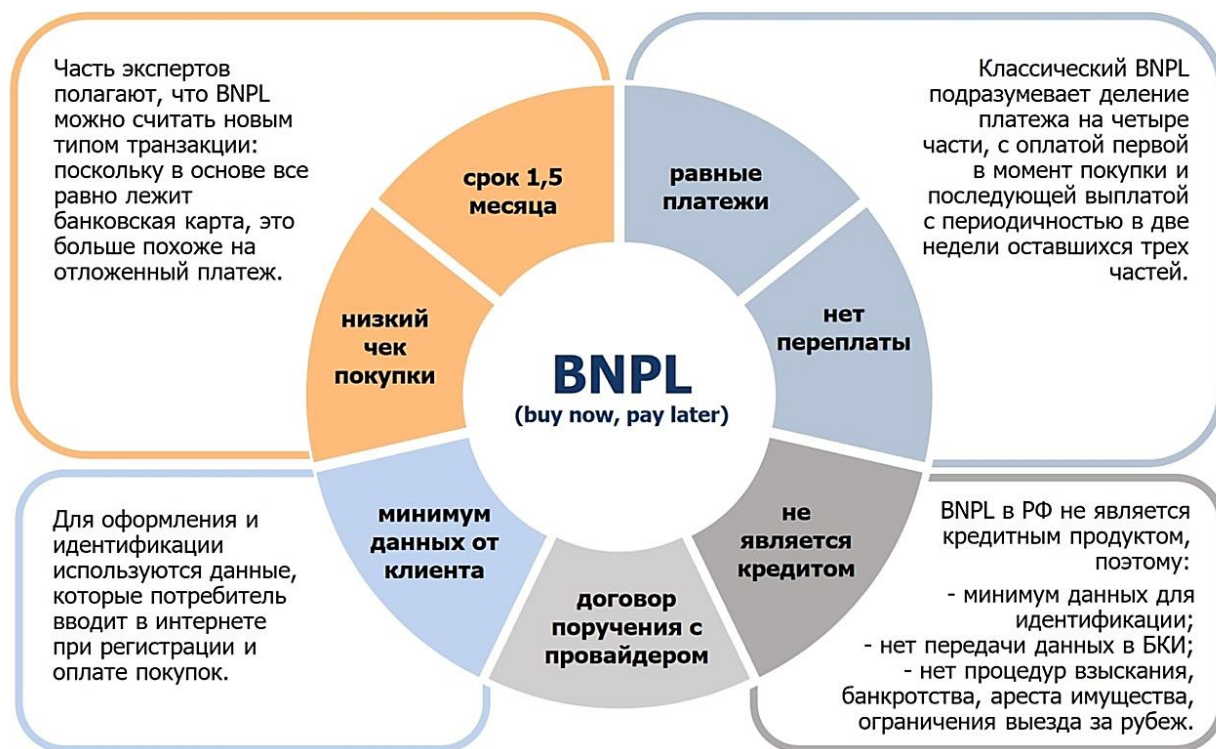 Часть экспертов
полагают, что BNPL
можно считать новым
типом транзакции:
поскольку в основе все
равно лежит
банковская карта, это
больше похоже на
отложенный платеж.
Классический BNPL
подразумевает деление
платежа на четыре
части, с оплатой первой
в момент покупки и
последующей выплатой
с периодичностью в две
недели оставшихся трех
частей.
срок 1,5
месяца
равные
платежи
низкий
чек
покупки
нет
переплаты
BNPL
(buy now, pay later)
минимум
данных от
клиента
не
является
кредитом
договор
поручения с
провайдером
Для оформления и
идентификации
используются данные,
которые потребитель
вводит в интернете
при регистрации и
оплате покупок.
BNPL в РФ не является
кредитным продуктом,
поэтому:
- минимум данных для
идентификации;
- нет передачи данных в БКИ;
- нет процедур взыскания,
банкротства, ареста имущества,
ограничения выезда за рубеж.